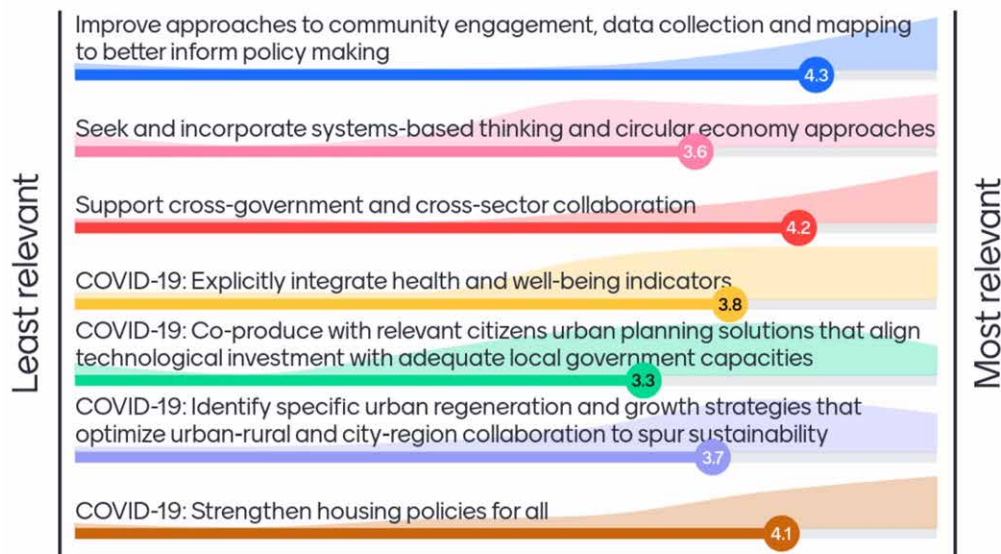 Least relevant
Improve approaches to community engagement, data collection and mapping
to better inform policy making
4.3
Seek and incorporate systems-based thinking and circular economy approaches
3.6
Support cross-government and cross-sector collaboration
4.2
COVID-19: Explicitly integrate health and well-being indicators
3.8
COVID-19: Co-produce with relevant citizens urban planning solutions that align
technological investment with adequate local government capacities
3.3
COVID-19: Identify specific urban regeneration and growth strategies that
optimize urban-rural and city-region collaboration to spur sustainability
3.7
COVID-19: Strengthen housing policies for all
4.1
Most relevant